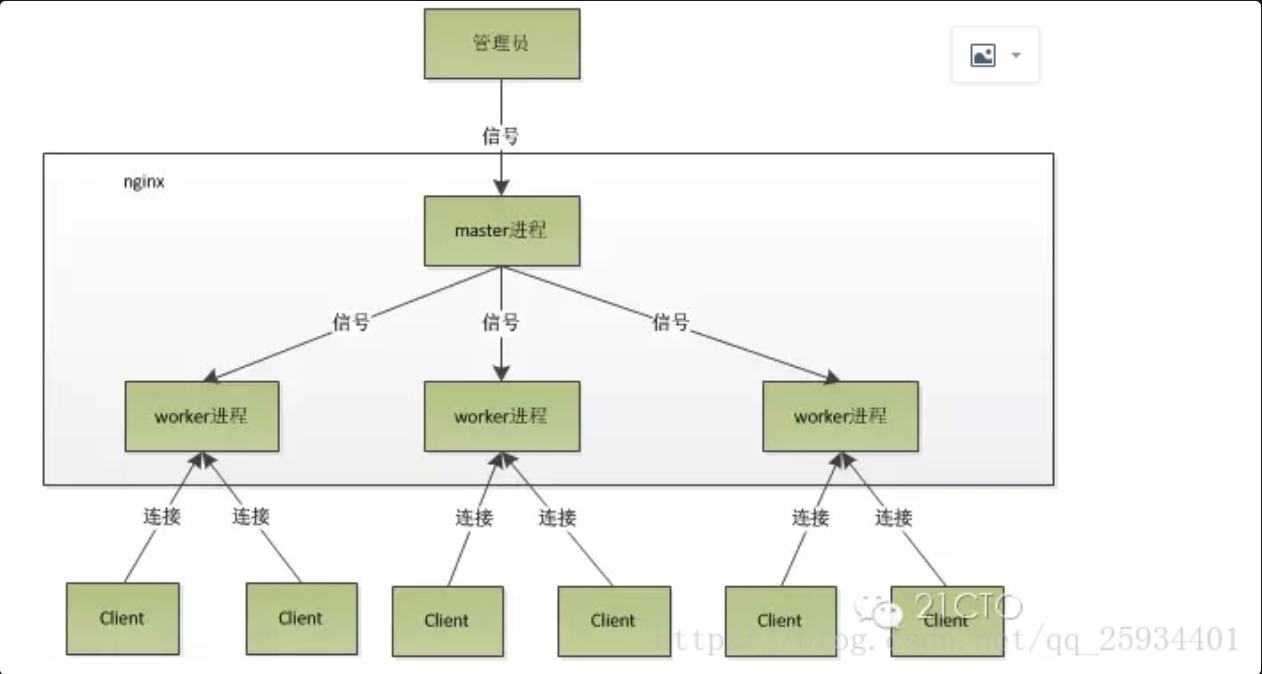 管理员
信号
nginx
master进程
信号 信号 信号
worker进程 worker进程 worker进程
连接 连接 连接 连接 连接 连接
Client Client Client Client Client Client
21CTO
https://blog.csdn.net/qq_25934401